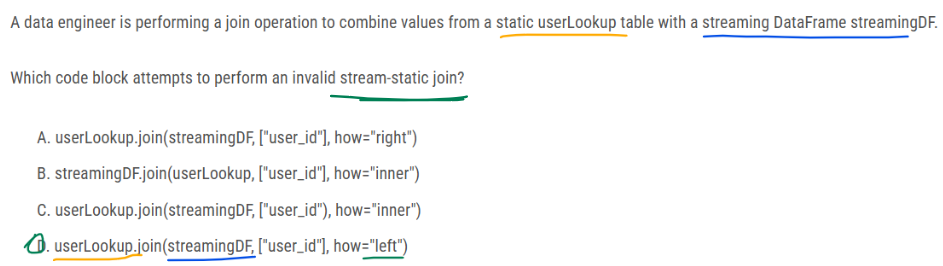 A data engineer is performing a join operation to combine values from a static userLookup table with a streaming DataFrame streamingDF.
Which code block attempts to perform an invalid stream-static join?
A. userLookup.join(streamingDF, ["user_id"], how="right")
B. streamingDF.join(userLookup, ["user_id"], how="inner")
C. userLookup.join(streamingDF, ["user_id"), how="inner")
D. userLookup.join(streamingDF, ["user_id"], how="left")